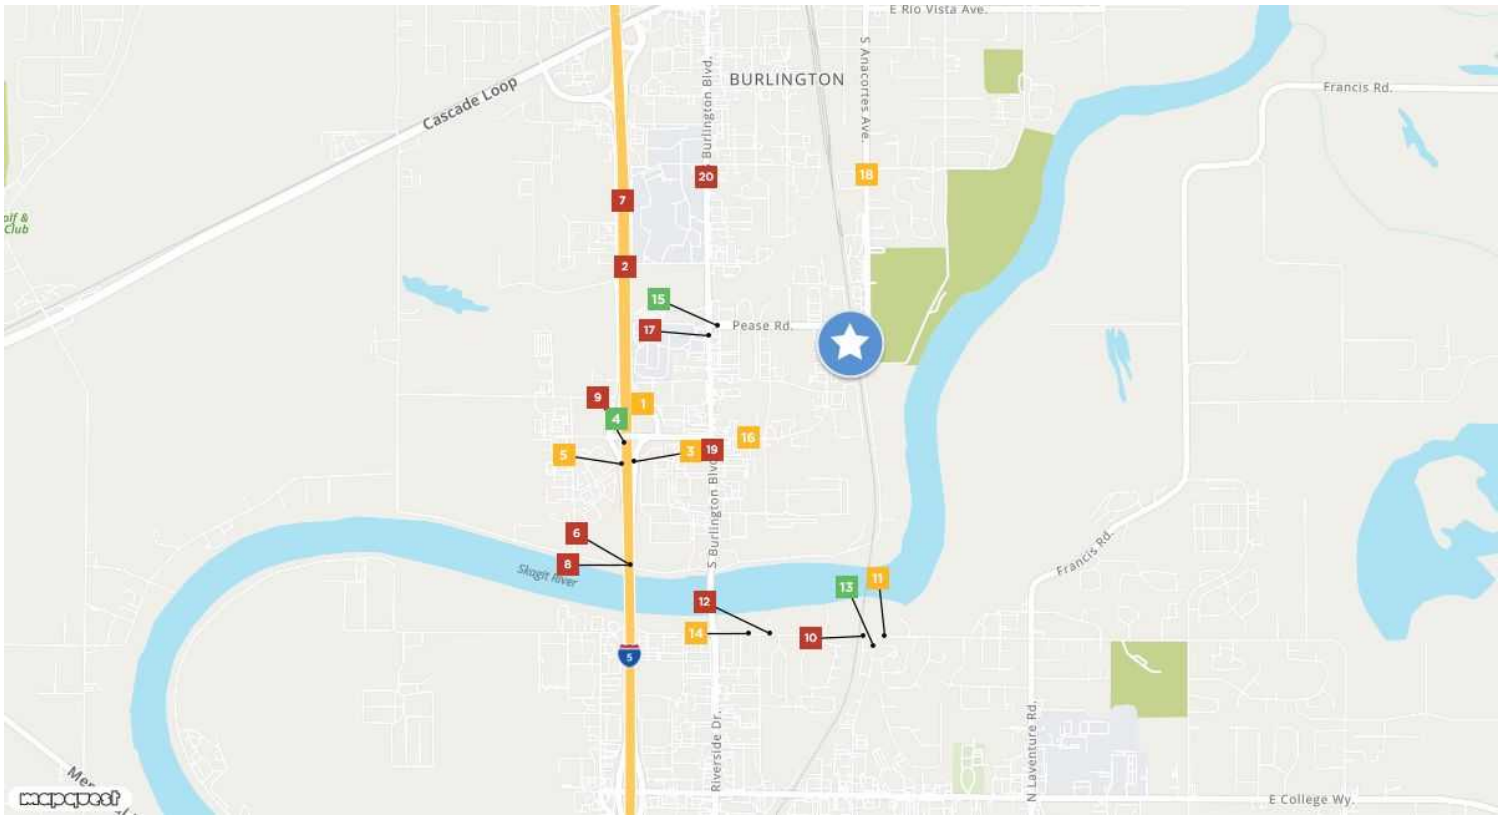 E Rio Vista Ave.
BURLINGTON
S Anacortes Ave.
Burlington Blvd.
Cascade Loop
Francis Rd.
20
18
7
2
15
17
Pease Rd.
olf &
Club
9
1
4
5
3
19
16
S Burlington Blvd.
6
8
Skagit River
12
13
11
14
10
5
Francis Rd.
Riverside Dr.
N Laventure Rd.
mapquest
E College Wy.